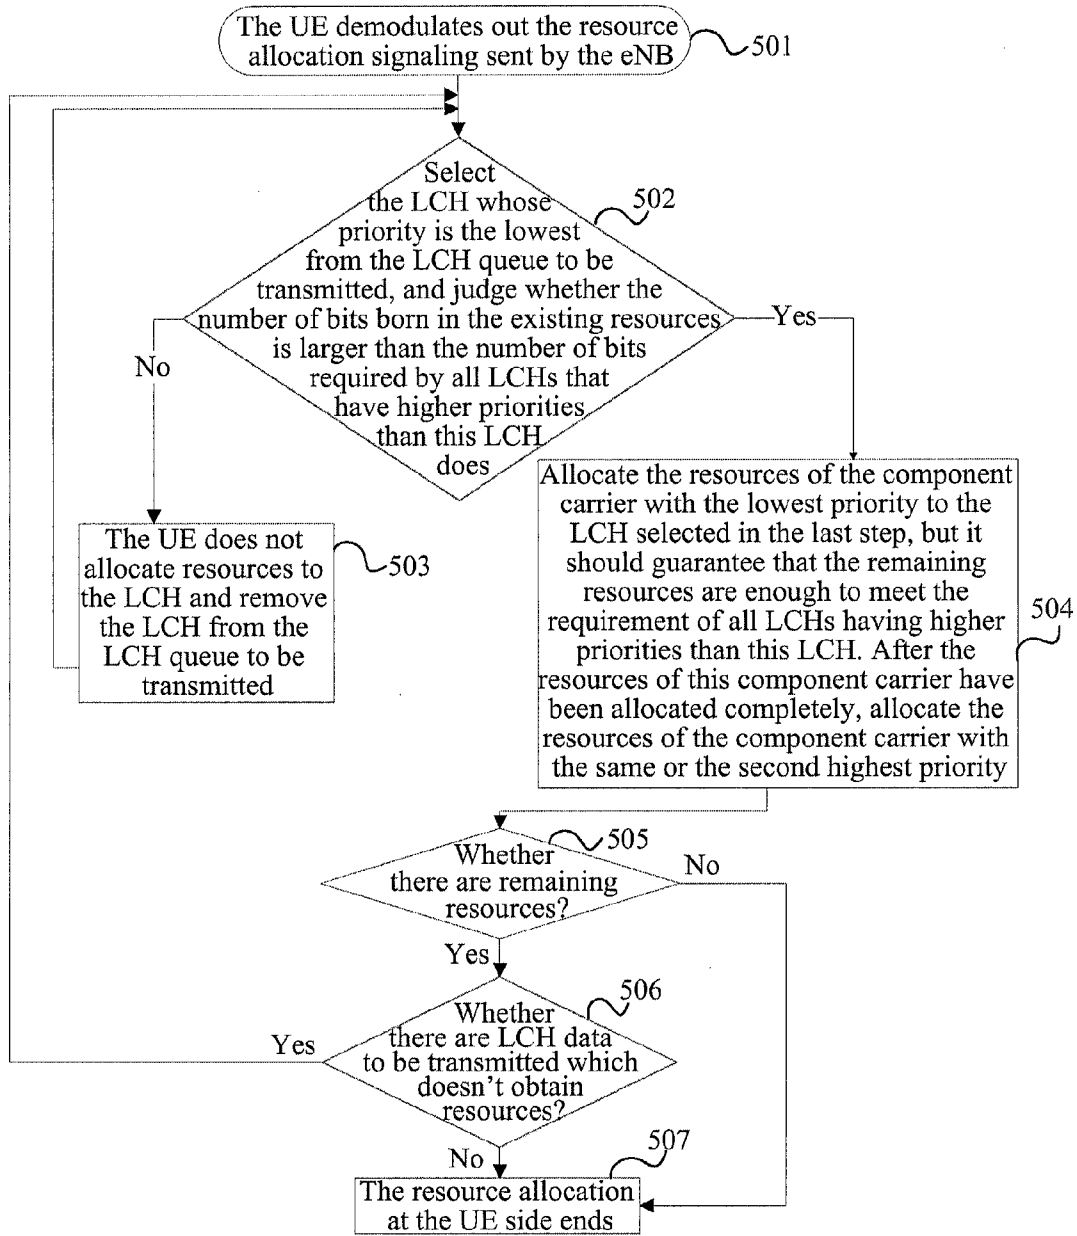 The UE demodulates out the resource
allocation signaling sent by the eNB
501
Select
the LCH whose
priority is the lowest
from the LCH queue to be
transmitted, and judge whether the
number of bits born in the existing resources
is larger than the number of bits
required by all LCHs that
have higher priorities
than this LCH
does
502
No
Yes
The UE does not
allocate resources to
the LCH and remove
the LCH from the
LCH queue to be
transmitted
503
Allocate the resources of the component
carrier with the lowest priority to the
LCH selected in the last step, but it
should guarantee that the remaining
resources are enough to meet the
requirement of all LCHs having higher
priorities than this LCH. After the
resources of this component carrier have
been allocated completely, allocate the
resources of the component carrier with
the same or the second highest priority
504
Whether
there are remaining
resources?
505
No
Yes
Whether
there are LCH data
to be transmitted which
doesn't obtain
resources?
506
Yes
No
507
The resource allocation
at the UE side ends